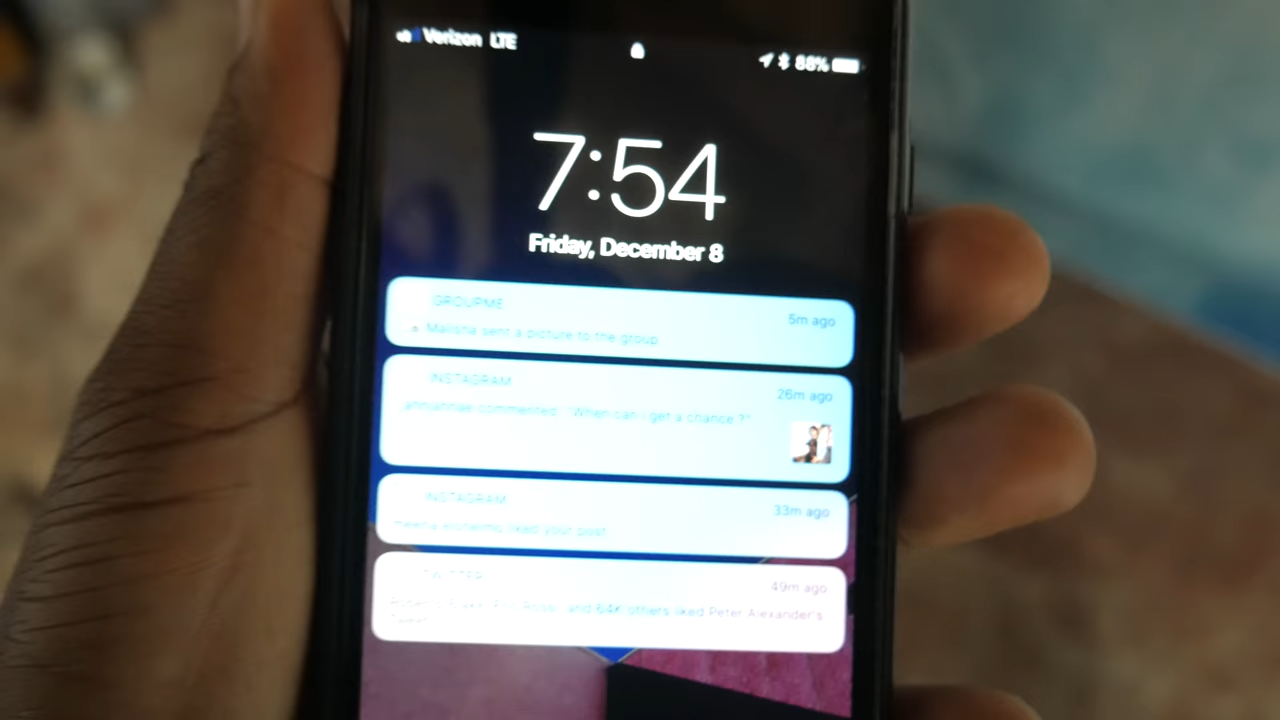 Verizon LTE
88%
7:54
Friday, December 8
GROUPME
5m ago
Malisha sent a picture to the group.
INSTAGRAM
26m ago
commented: "When can i get a chance ?"
INSTAGRAM
33m ago
liked your post.
TWITTER
49m ago
and 64K others liked Peter Alexander's
Tweet